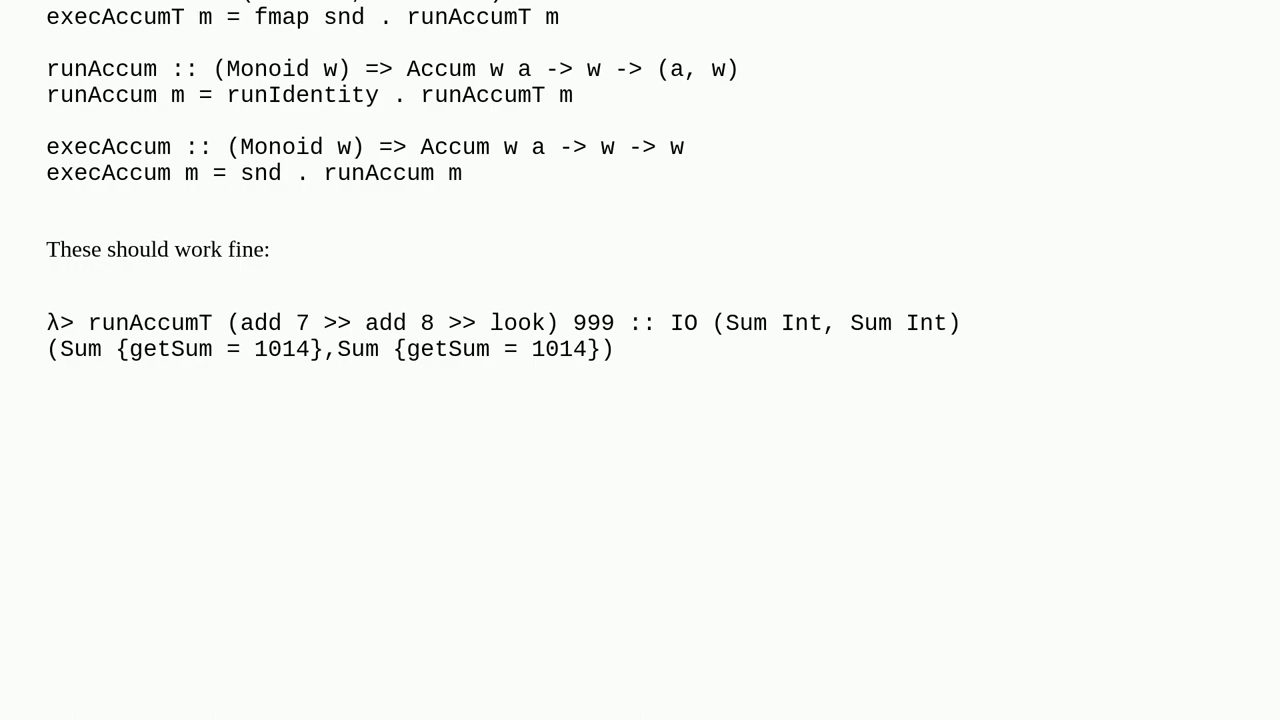 execAccumT m = fmap snd . runAccumT m
runAccum :: (Monoid w) => Accum w a -> w -> (a, w)
runAccum m = runIdentity . runAccumT m
execAccum :: (Monoid w) => Accum w a -> w -> w
execAccum m = snd . runAccum m
These should work fine:
λ> runAccumT (add 7 >> add 8 >> look) 999 :: IO (Sum Int, Sum Int)
(Sum {getSum = 1014},Sum {getSum = 1014})